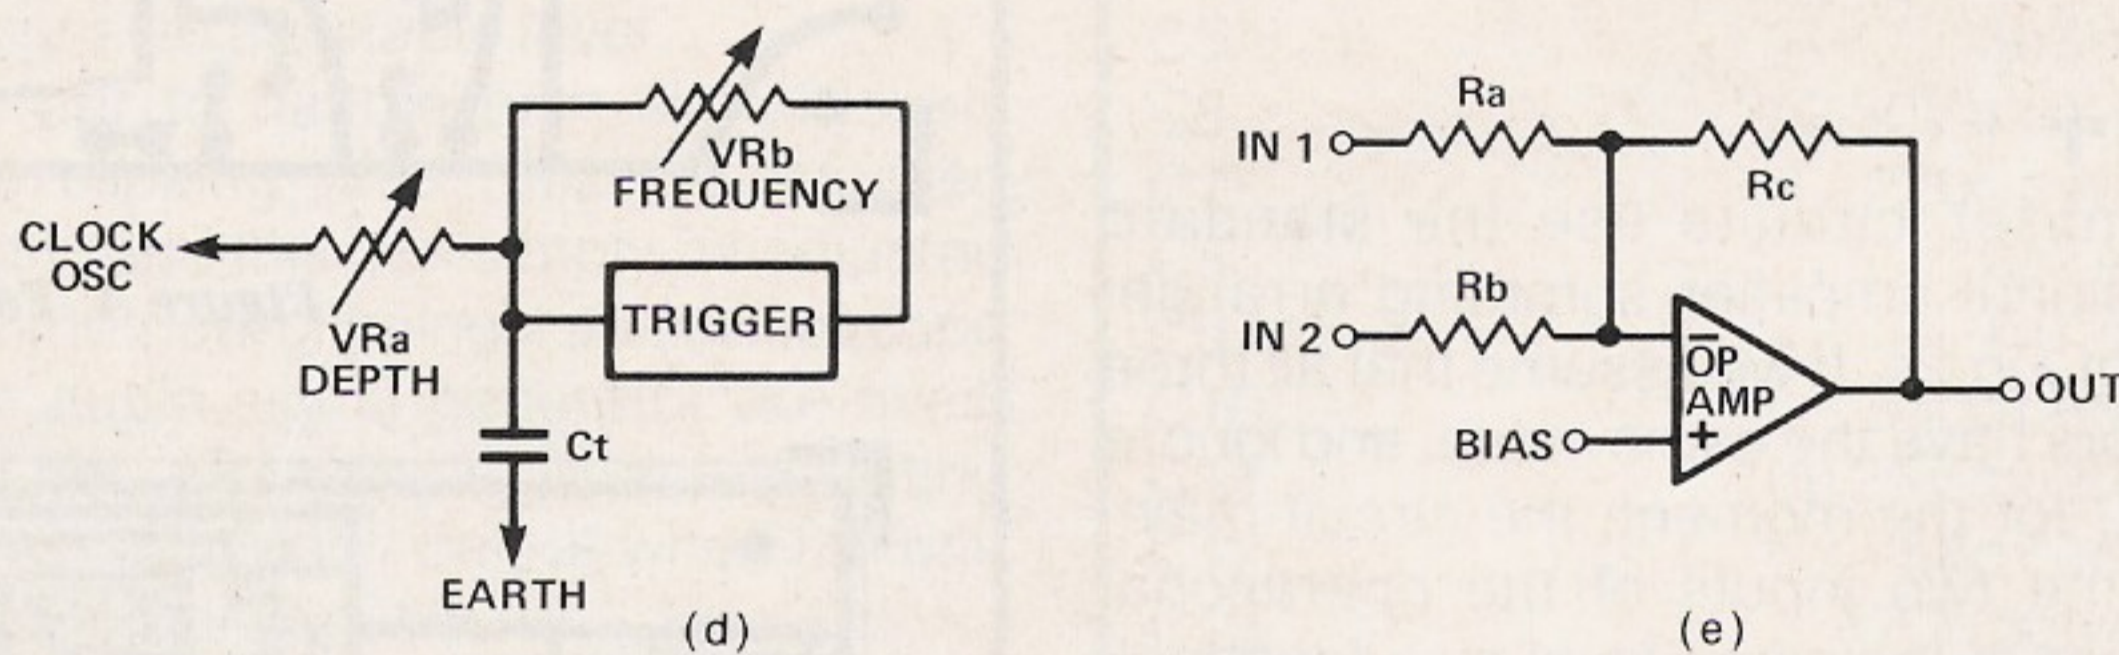 VRb
FREQUENCY
CLOCK
OSC
VRa
DEPTH
TRIGGER
Ct
EARTH
(d)
Ra
IN 1
Rc
Rb
IN 2
–
OP
AMP
+
BIAS
OUT
(e)